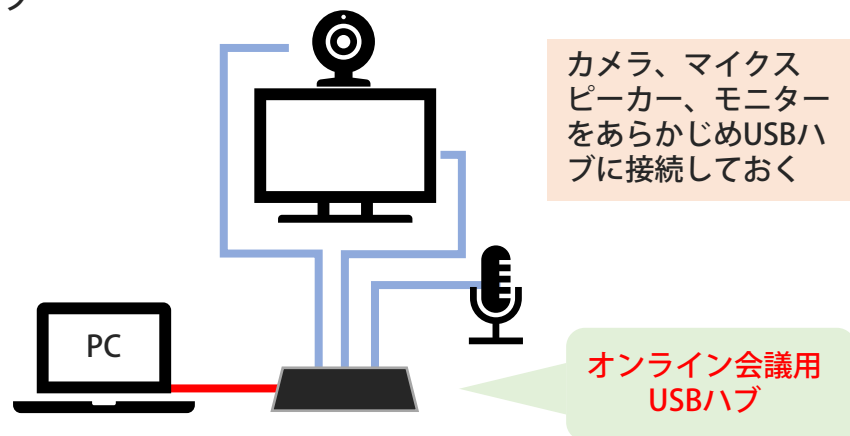 カメラ、マイクス
ピーカー、モニター
をあらかじめUSBハ
ブに接続しておく
PC
オンライン会議用
USBハブ